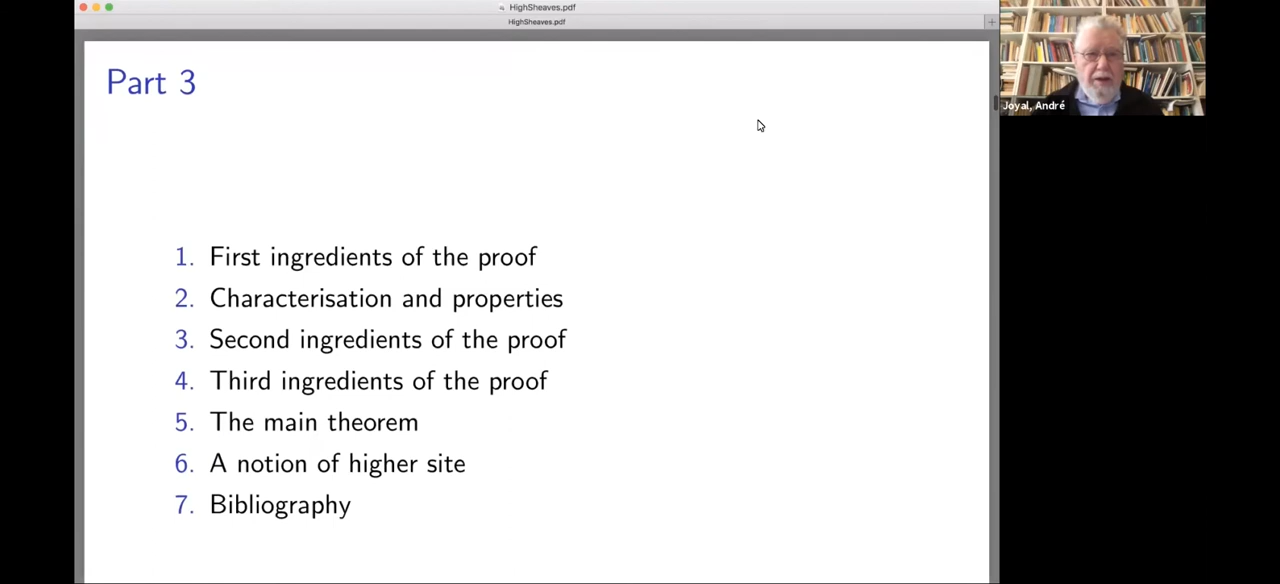 HighSheaves.pdf
HighSheaves.pdf
Part 3
Joyal, André
1. First ingredients of the proof
2. Characterisation and properties
3. Second ingredients of the proof
4. Third ingredients of the proof
5. The main theorem
6. A notion of higher site
7. Bibliography